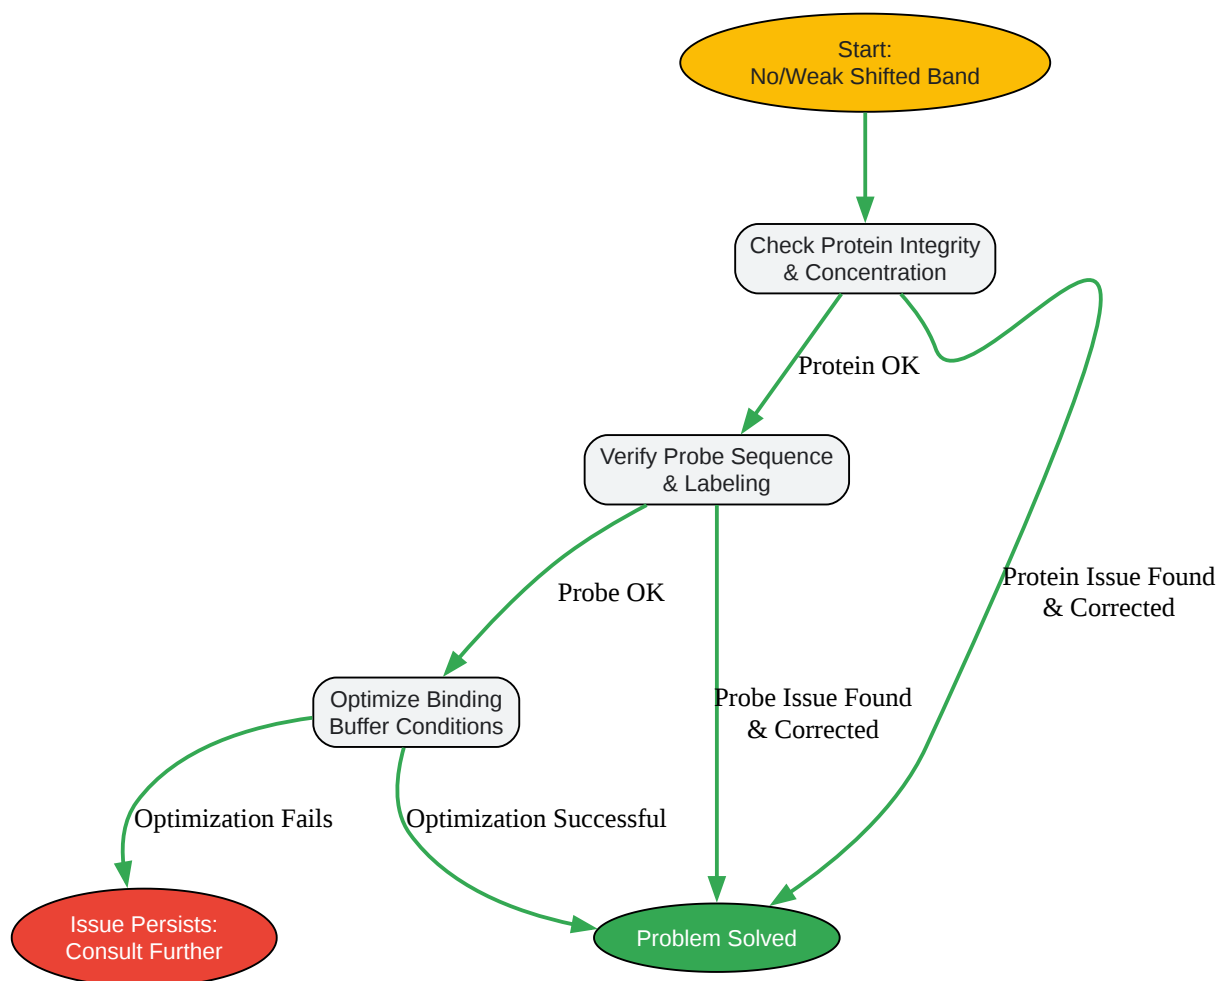 Start:
No/Weak Shifted Band
Check Protein Integrity
& Concentration
Protein OK
Verify Probe Sequence
& Labeling
Protein Issue Found
& Corrected
Probe OK
Probe Issue Found
& Corrected
Optimize Binding
Buffer Conditions
Optimization Fails
Optimization Successful
Issue Persists:
Consult Further
Problem Solved